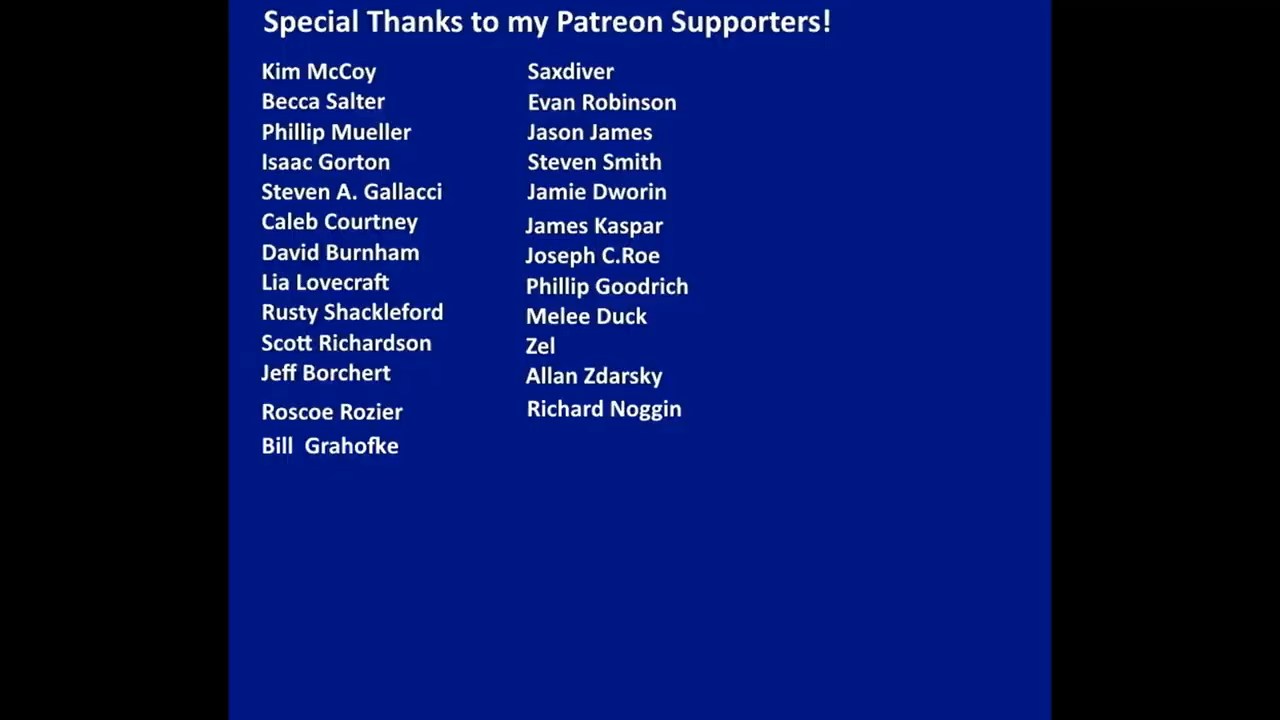 Special Thanks to my Patreon Supporters!
Kim McCoy
Becca Salter
Phillip Mueller
Isaac Gorton
Steven A. Gallacci
Caleb Courtney
David Burnham
Lia Lovecraft
Rusty Shackleford
Scott Richardson
Jeff Borchert
Roscoe Rozier
Bill  Grahofke
Saxdiver
Evan Robinson
Jason James
Steven Smith
Jamie Dworin
James Kaspar
Joseph C.Roe
Phillip Goodrich
Melee Duck
Zel
Allan Zdarsky
Richard Noggin